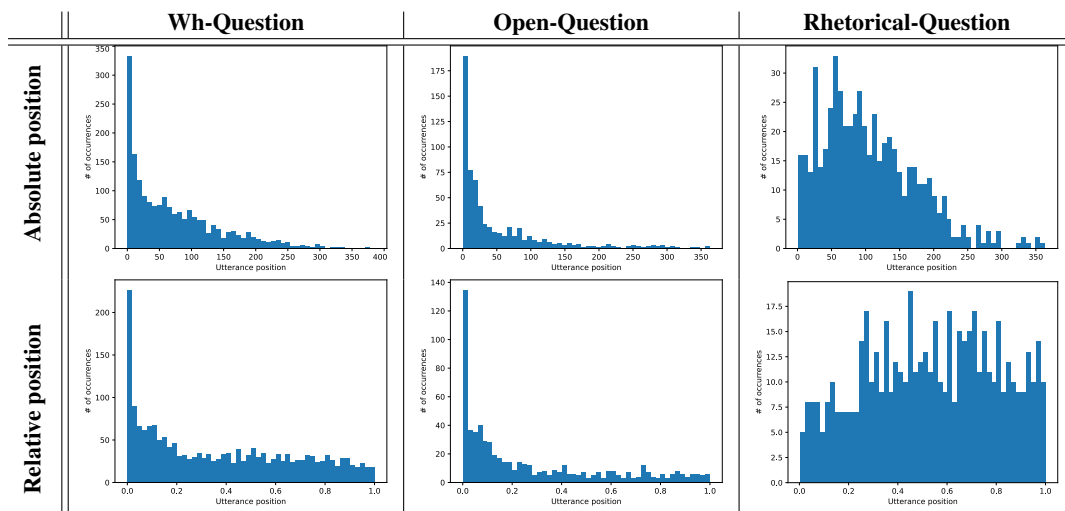 Wh-Question Open-Question Rhetorical-Question
Absolute position
# of occurrences
350
300
250
200
150
100
50
0
0 50 100 150 200 250 300 350 400
Utterance position
# of occurrences
175
150
125
100
75
50
25
0
0 50 100 150 200 250 300 350
Utterance position
# of occurrences
30
25
20
15
10
5
0
0 50 100 150 200 250 300 350
Utterance position
Relative position
# of occurrences
200
150
100
50
0
0.0 0.2 0.4 0.6 0.8 1.0
Utterance position
# of occurrences
140
120
100
80
60
40
20
0
0.0 0.2 0.4 0.6 0.8 1.0
Utterance position
# of occurrences
17.5
15.0
12.5
10.0
7.5
5.0
2.5
0.0
0.0 0.2 0.4 0.6 0.8 1.0
Utterance position